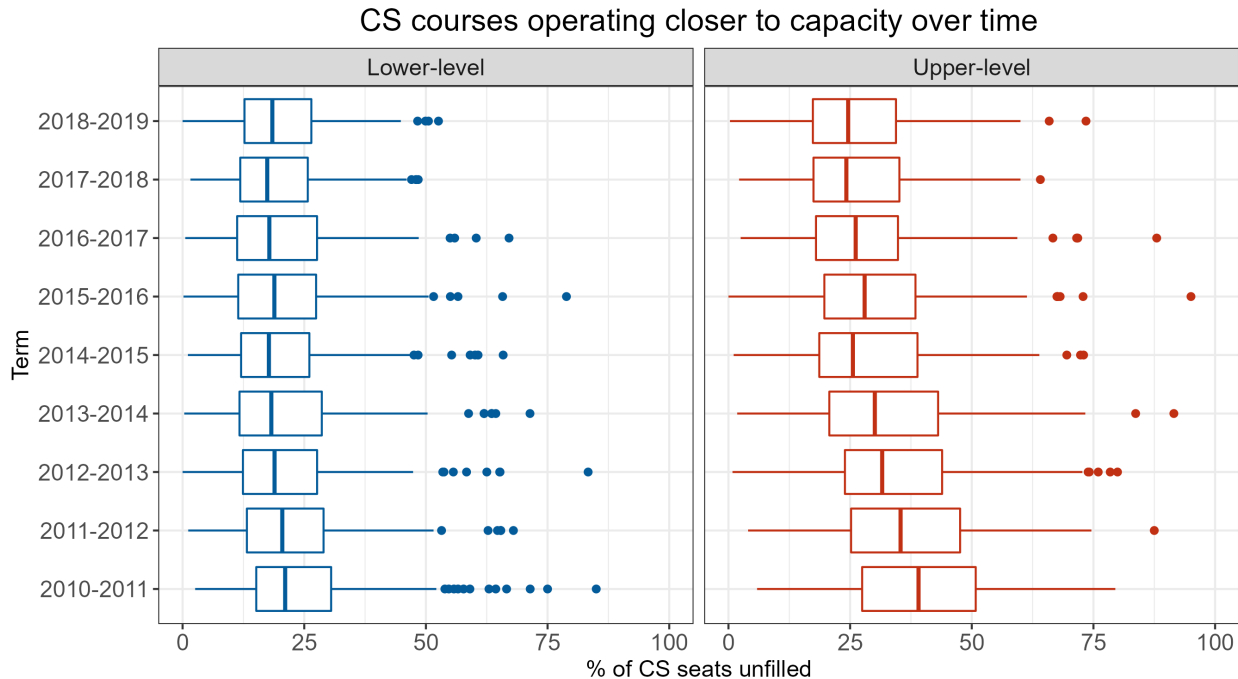 CS courses operating closer to capacity over time
Lower-level
Upper-level
Term
2018-2019
2017-2018
2016-2017
2015-2016
2014-2015
2013-2014
2012-2013
2011-2012
2010-2011
0 25 50 75 100
0 25 50 75 100
% of CS seats unfilled